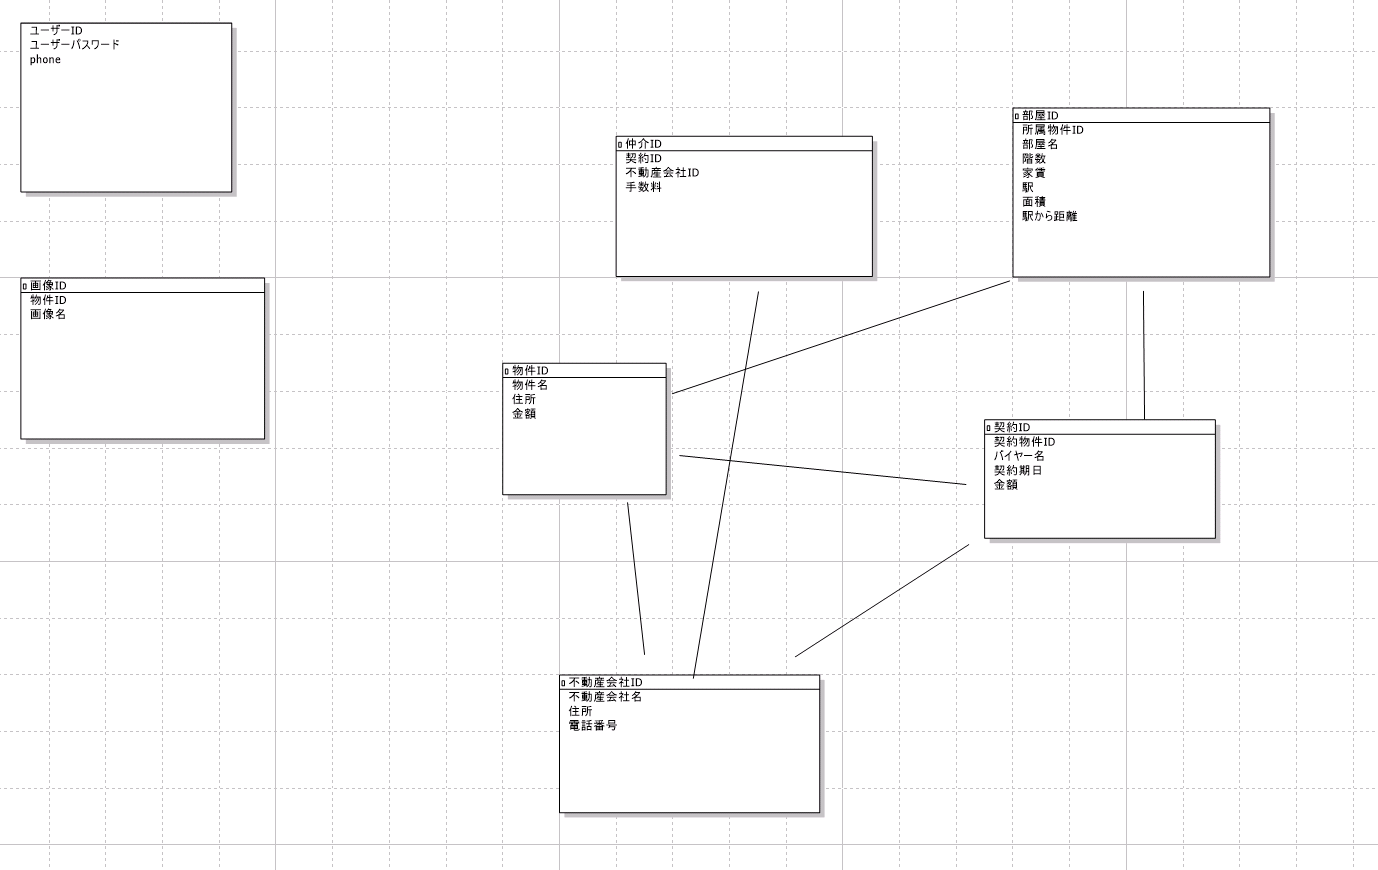 ユーザーID
ユーザーパスワード
phone
画像ID
物件ID
画像名
仲介ID
契約ID
不動産会社ID
手数料
部屋ID
所属物件ID
部屋名
階数
家賃
駅
面積
駅から距離
物件ID
物件名
住所
金額
契約ID
契約物件ID
バイヤー名
契約期日
金額
不動産会社ID
不動産会社名
住所
電話番号